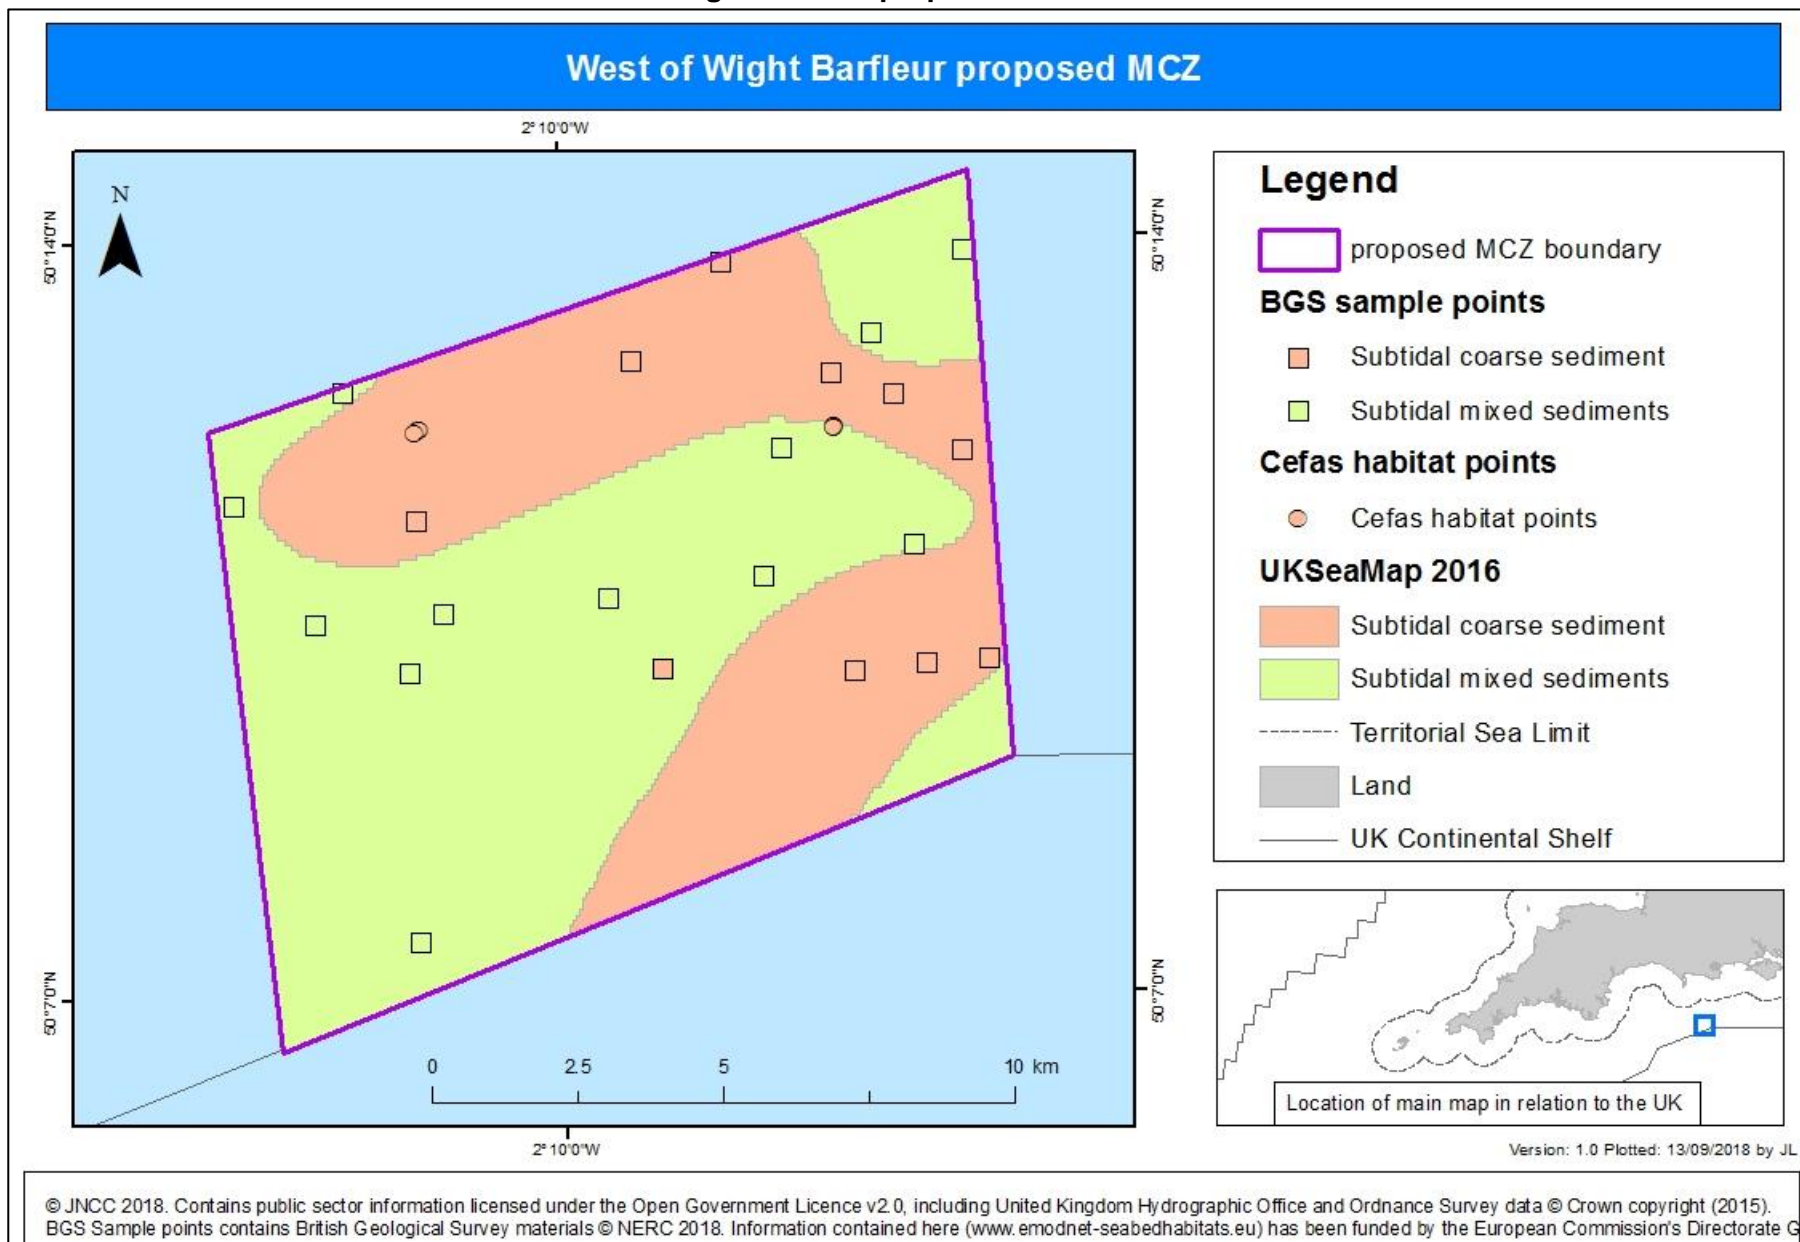 West of Wight Barfleur proposed MCZ
2°10'0"W
N
50°14'0"N
50°14'0"N
50°7'0"N
50°7'0"N
0 2.5 5 10 km
2°10'0"W
Legend
proposed MCZ boundary
BGS sample points
Subtidal coarse sediment
Subtidal mixed sediments
Cefas habitat points
Cefas habitat points
UKSeaMap 2016
Subtidal coarse sediment
Subtidal mixed sediments
Territorial Sea Limit
Land
UK Continental Shelf
Location of main map in relation to the UK
Version: 1.0 Plotted: 13/09/2018 by JL
© JNCC 2018. Contains public sector information licensed under the Open Government Licence v2.0, including United Kingdom Hydrographic Office and Ordnance Survey data © Crown copyright (2015).
BGS Sample points contains British Geological Survey materials © NERC 2018. Information contained here (www.emodnet-seabedhabitats.eu) has been funded by the European Commission's Directorate G